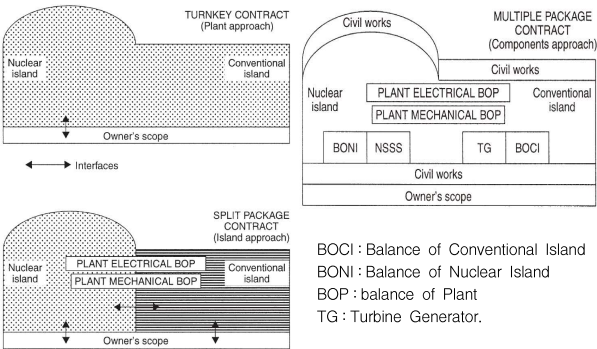 TURNKEY CONTRACT
(Plant approach)
Nuclear
island
Conventional
island
Owner's scope
Interfaces
MULTIPLE PACKAGE
CONTRACT
(Components approach)
Civil works
Civil works
Nuclear
island
PLANT ELECTRICAL BOP
PLANT MECHANICAL BOP
Conventional
island
BONI NSSS TG BOCI
Civil works
Owner's scope
SPLIT PACKAGE
CONTRACT
(Island approach)
Nuclear
island
PLANT ELECTRICAL BOP
PLANT MECHANICAL BOP
Conventional
island
Owner's scope
BOCI : Balance of Conventional Island
BONI : Balance of Nuclear Island
BOP : balance of Plant
TG : Turbine Generator.